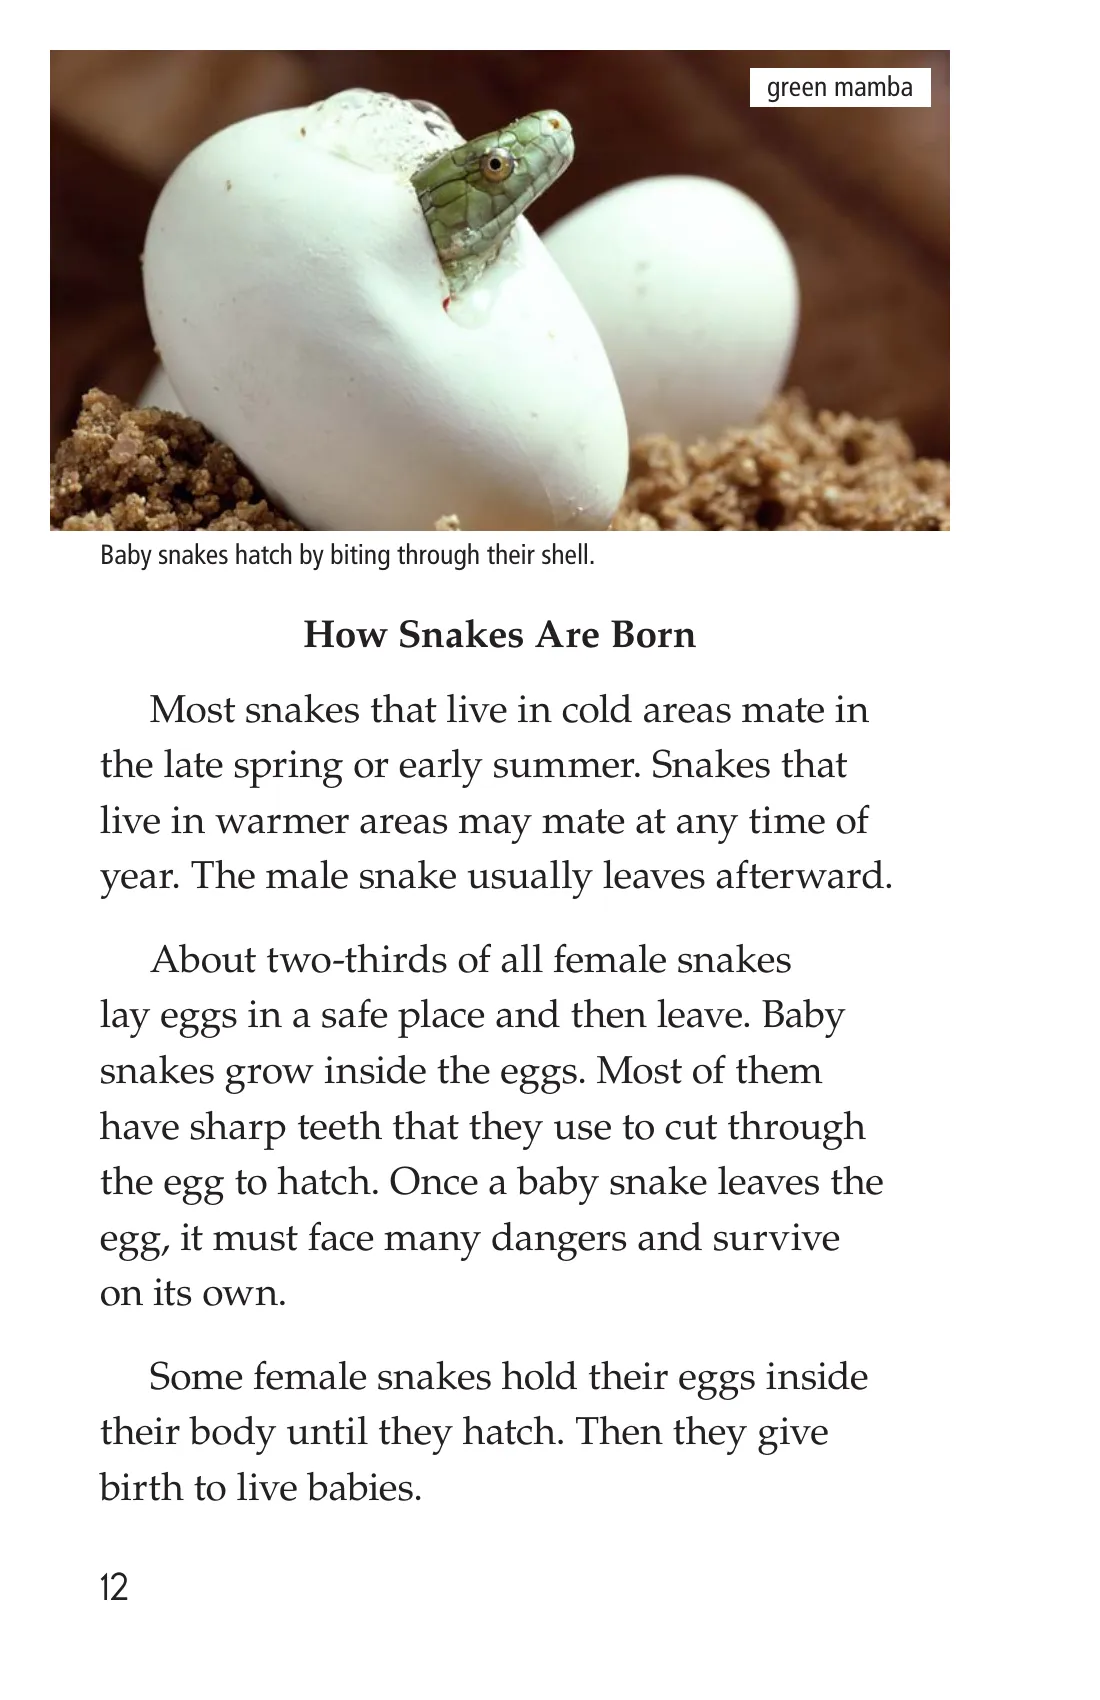 green mamba
Baby snakes hatch by biting through their shell.
How Snakes Are Born
Most snakes that live in cold areas mate in
the late spring or early summer. Snakes that
live in warmer areas may mate at any time of
year. The male snake usually leaves afterward.
About two-thirds of all female snakes
lay eggs in a safe place and then leave. Baby
snakes grow inside the eggs. Most of them
have sharp teeth that they use to cut through
the egg to hatch. Once a baby snake leaves the
egg, it must face many dangers and survive
on its own.
Some female snakes hold their eggs inside
their body until they hatch. Then they give
birth to live babies.
12